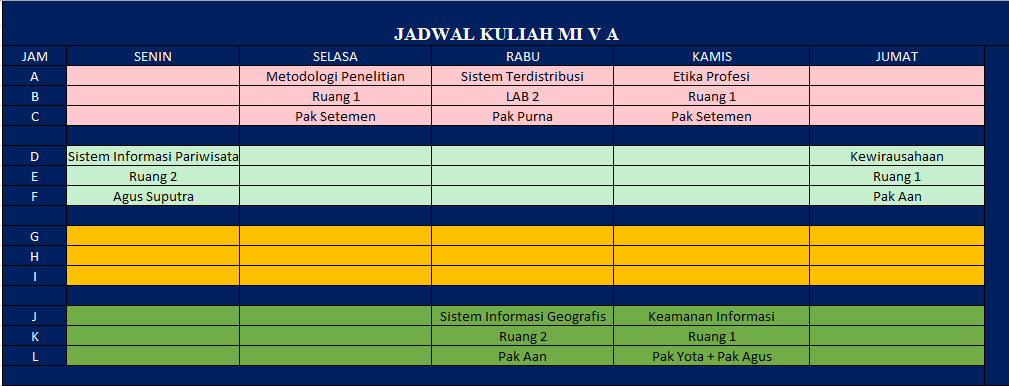 JADWAL KULIAH MI V A
JAM SENIN SELASA RABU KAMIS JUMAT
A Metodologi Penelitian Sistem Terdistribusi Etika Profesi
B Ruang 1 LAB 2 Ruang 1
C Pak Setemen Pak Purna Pak Setemen
D Sistem Informasi Pariwisata Kewirausahaan
E Ruang 2 Ruang 1
F Agus Suputra Pak Aan
G
H
I
J Sistem Informasi Geografis Keamanan Informasi
K Ruang 2 Ruang 1
L Pak Aan Pak Yota + Pak Agus